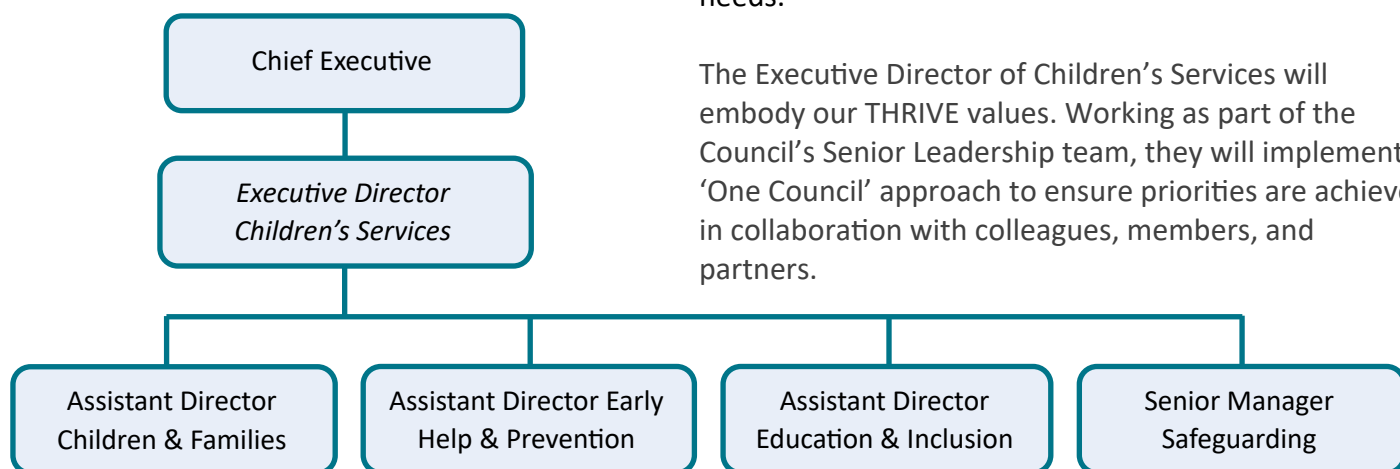 needs.
Chief Executive
The Executive Director of Children's Services will
embody our THRIVE values. Working as part of the
Council's Senior Leadership team, they will implement
'One Council' approach to ensure priorities are
in collaboration with colleagues, members, and
partners.
Executive Director
Children's Services
Assistant Director
Children & Families
Assistant Director Early
Help & Prevention
Assistant Director
Education & Inclusion
Senior Manager
Safeguarding